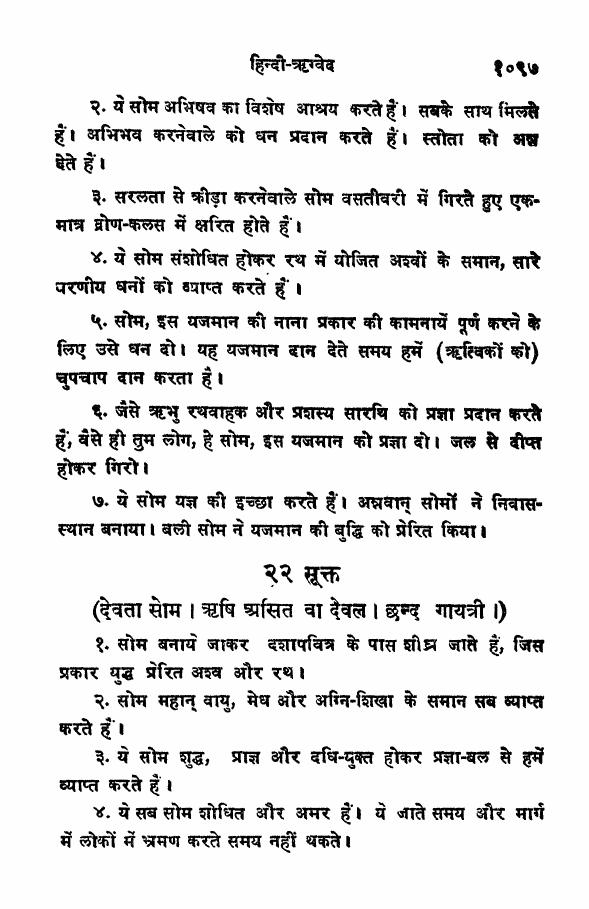 हिन्दी-ऋग्वेद १०९७
२. ये सोम अभिषव का विशेष आश्रय करते हैं। सबके साथ मिलते
हैं। अभिभव करनेवाले को धन प्रदान करते हैं। स्तोता को अन्न
देते हैं।
३. सरलता से क्रीड़ा करनेवाले सोम वसतीवरी में गिरते हुए एक-
मात्र द्रोण-कलस में क्षरित होते हैं।
४. ये सोम संशोधित होकर रथ में योजित अश्वों के समान, सारे
वरणीय धनों को व्याप्त करते हैं।
५. सोम, इस यजमान की नाना प्रकार की कामनायें पूर्ण करने के
लिए उसे धन दो। यह यजमान दान देते समय हमें (ऋत्विकों को)
चुपचाप दान करता है।
६. जैसे ऋभु रथवाहक और प्रशस्य सारथि को प्रज्ञा प्रदान करते
हैं, वैसे ही तुम लोग, हे सोम, इस यजमान को प्रज्ञा दो। जल से दीप्त
होकर गिरो।
७. ये सोम यज्ञ की इच्छा करते हैं। अन्नवान् सोमों ने निवास-
स्थान बनाया। बली सोम ने यजमान की बुद्धि को प्रेरित किया।
२२ सूक्त
(देवता सोम। ऋषि असित वा देवल। छन्द गायत्री।)
१. सोम बनाये जाकर दशापवित्र के पास शीघ्र जाते हैं, जिस
प्रकार युद्ध प्रेरित अश्व और रथ।
२. सोम महान् वायु, मेघ और अग्नि-शिखा के समान सब व्याप्त
करते हैं।
३. ये सोम शुद्ध, प्राज्ञ और दधि-युक्त होकर प्रज्ञा-बल से हमें
व्याप्त करते हैं।
४. ये सब सोम शोधित और अमर हैं। ये जाते समय और मार्ग
में लोकों में भ्रमण करते समय नहीं थकते।